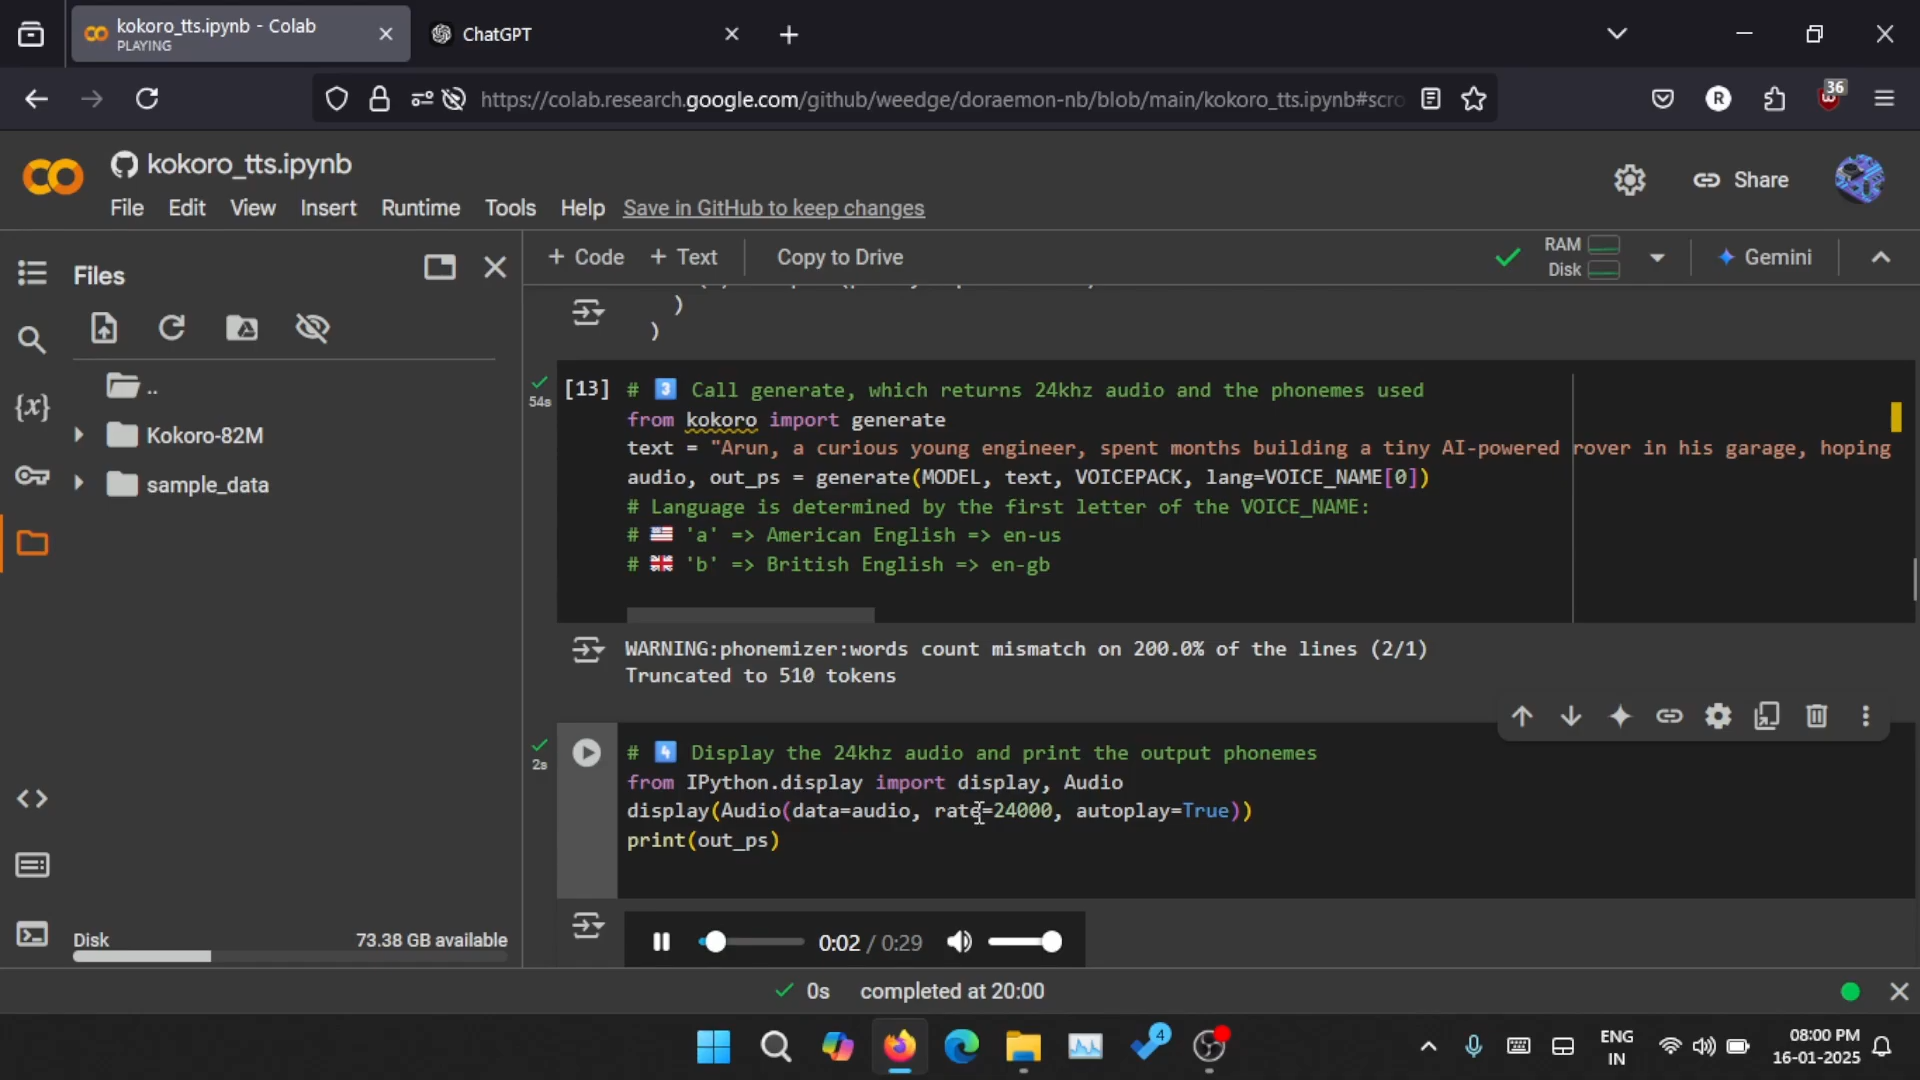 kokoro_tts.ipynb - Colab
PLAYING
ChatGPT
https://colab.research.google.com/github/weedge/doraemon-nb/blob/main/kokoro_tts.ipynb#scro
R
36
kokoro_tts.ipynb
Share
File Edit View Insert Runtime Tools Help Save in GitHub to keep changes
Files
+ Code + Text Copy to Drive
RAM
Disk
Gemini
)
)
..
Kokoro-82M
sample_data
54s
[13] # 3 Call generate, which returns 24khz audio and the phonemes used
from kokoro import generate
text = "Arun, a curious young engineer, spent months building a tiny AI-powered rover in his garage, hoping
audio, out_ps = generate(MODEL, text, VOICEPACK, lang=VOICE_NAME[0])
# Language is determined by the first letter of the VOICE_NAME:
# 🇺🇸 'a' => American English => en-us
# 🇬🇧 'b' => British English => en-gb
WARNING:phonemizer:words count mismatch on 200.0% of the lines (2/1)
Truncated to 510 tokens
2s
# 4 Display the 24khz audio and print the output phonemes
from IPython.display import display, Audio
display(Audio(data=audio, rate=24000, autoplay=True))
print(out_ps)
0:02 / 0:29
Disk 73.38 GB available
0s completed at 20:00
4
ENG
IN
08:00 PM
16-01-2025